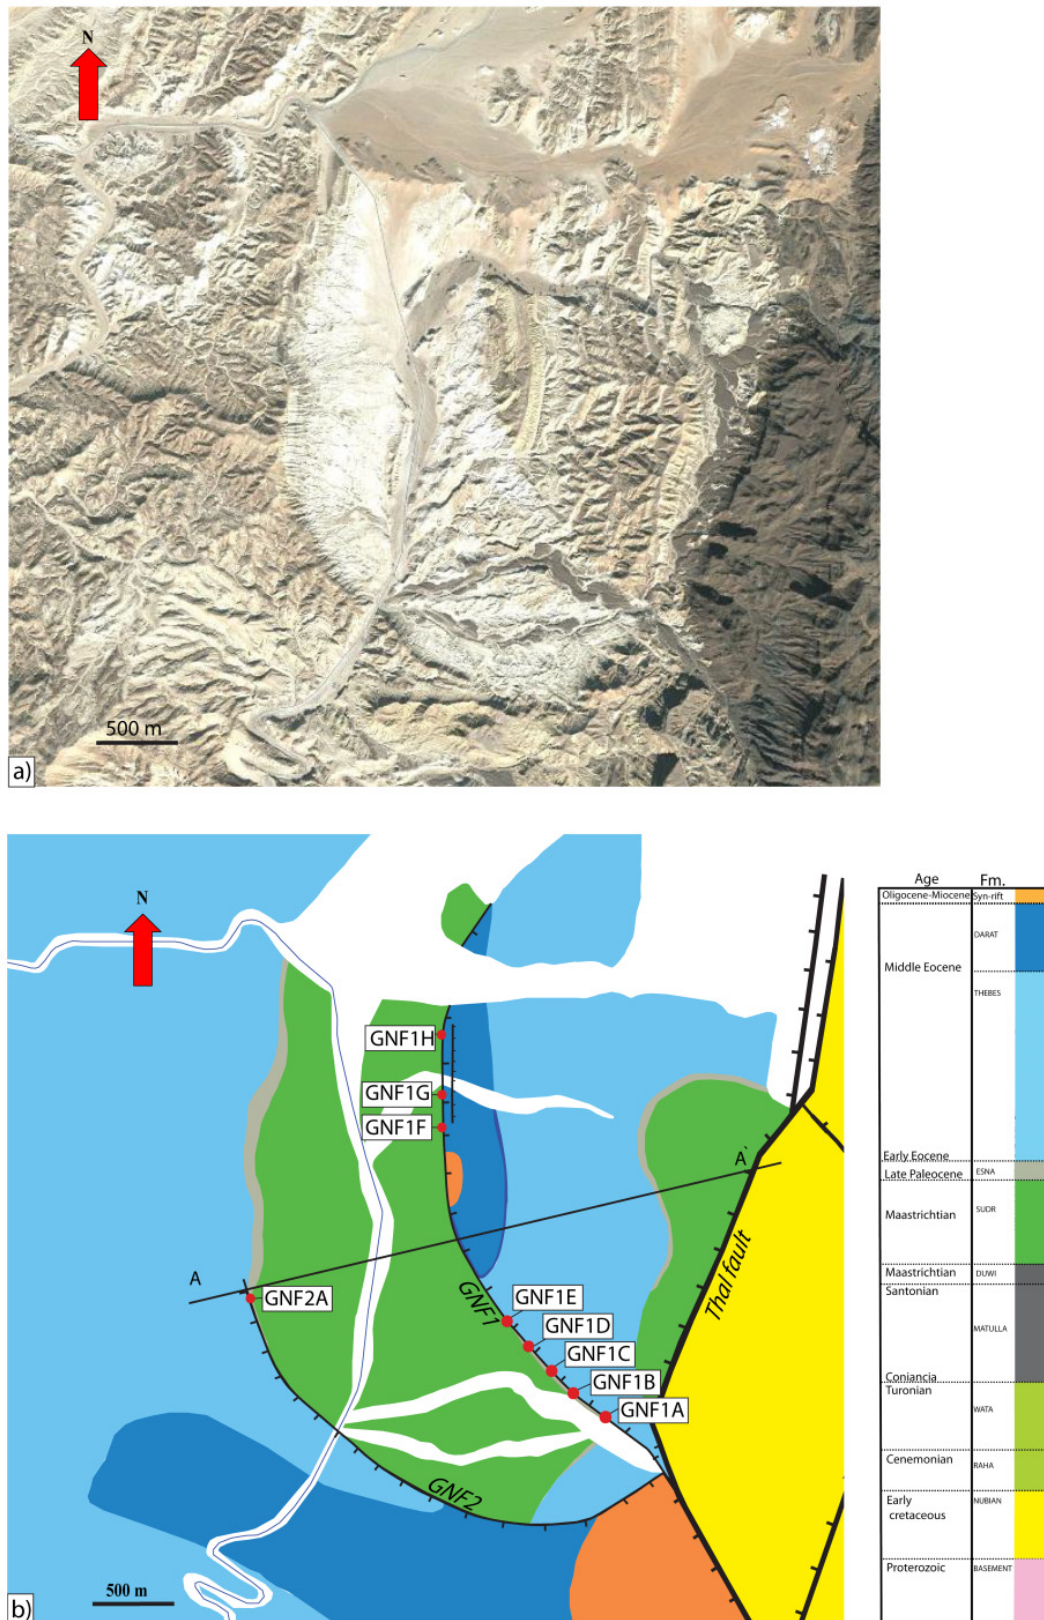 N
500 m
a)
N
GNF1H
GNF1G
GNF1F
A
A`
GNF2A
GNF1
GNF1E
GNF1D
GNF1C
GNF1B
GNF1A
Thal fault
GNF2
500 m
b)
Age Fm.
Oligocene-Miocene Syn-rift
DARAT
Middle Eocene
THEBES
Early Eocene
Late Paleocene ESNA
Maastrichtian SUDR
Maastrichtian DUWI
Santonian
MATULLA
Coniancia
Turonian
WATA
Cenemonian
RAHA
Early
cretaceous
NUBIAN
Proterozoic BASEMENT